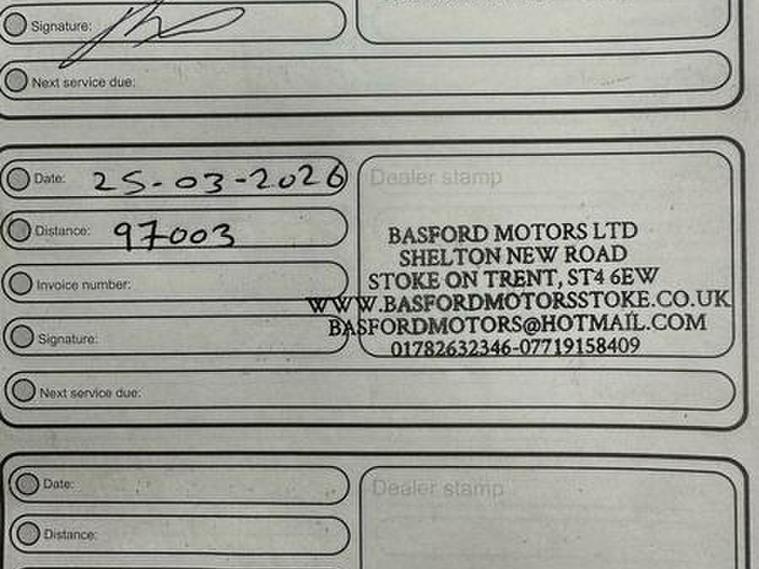 Signature:
Next service due:
Date: 25-03-2026
Dealer stamp
Distance: 97003
BASFORD MOTORS LTD
SHELTON NEW ROAD
Invoice number:
STOKE ON TRENT, ST4 6EW
WWW.BASFORDMOTORSSTOKE.CO.UK
Signature:
BASFORDMOTORS@HOTMAIL.COM
01782632346-07719158409
Next service due:
Date:
Dealer stamp
Distance: